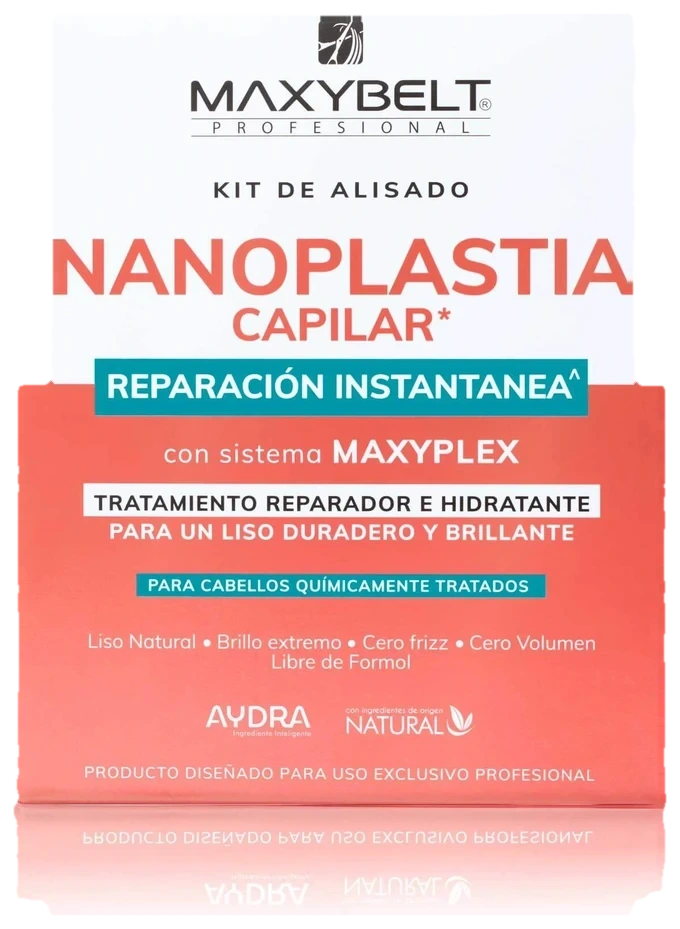 MAXYBELT®
PROFESIONAL
KIT DE ALISADO
NANOPLASTIA
CAPILAR*
REPARACIÓN INSTANTANEA^
con sistema MAXYPLEX
TRATAMIENTO REPARADOR E HIDRATANTE
PARA UN LISO DURADERO Y BRILLANTE
PARA CABELLOS QUÍMICAMENTE TRATADOS
Liso Natural • Brillo extremo • Cero frizz • Cero Volumen
Libre de Formol
AYDRA
Ingrediente Inteligente
con ingredientes de origen
NATURAL
PRODUCTO DISEÑADO PARA USO EXCLUSIVO PROFESIONAL